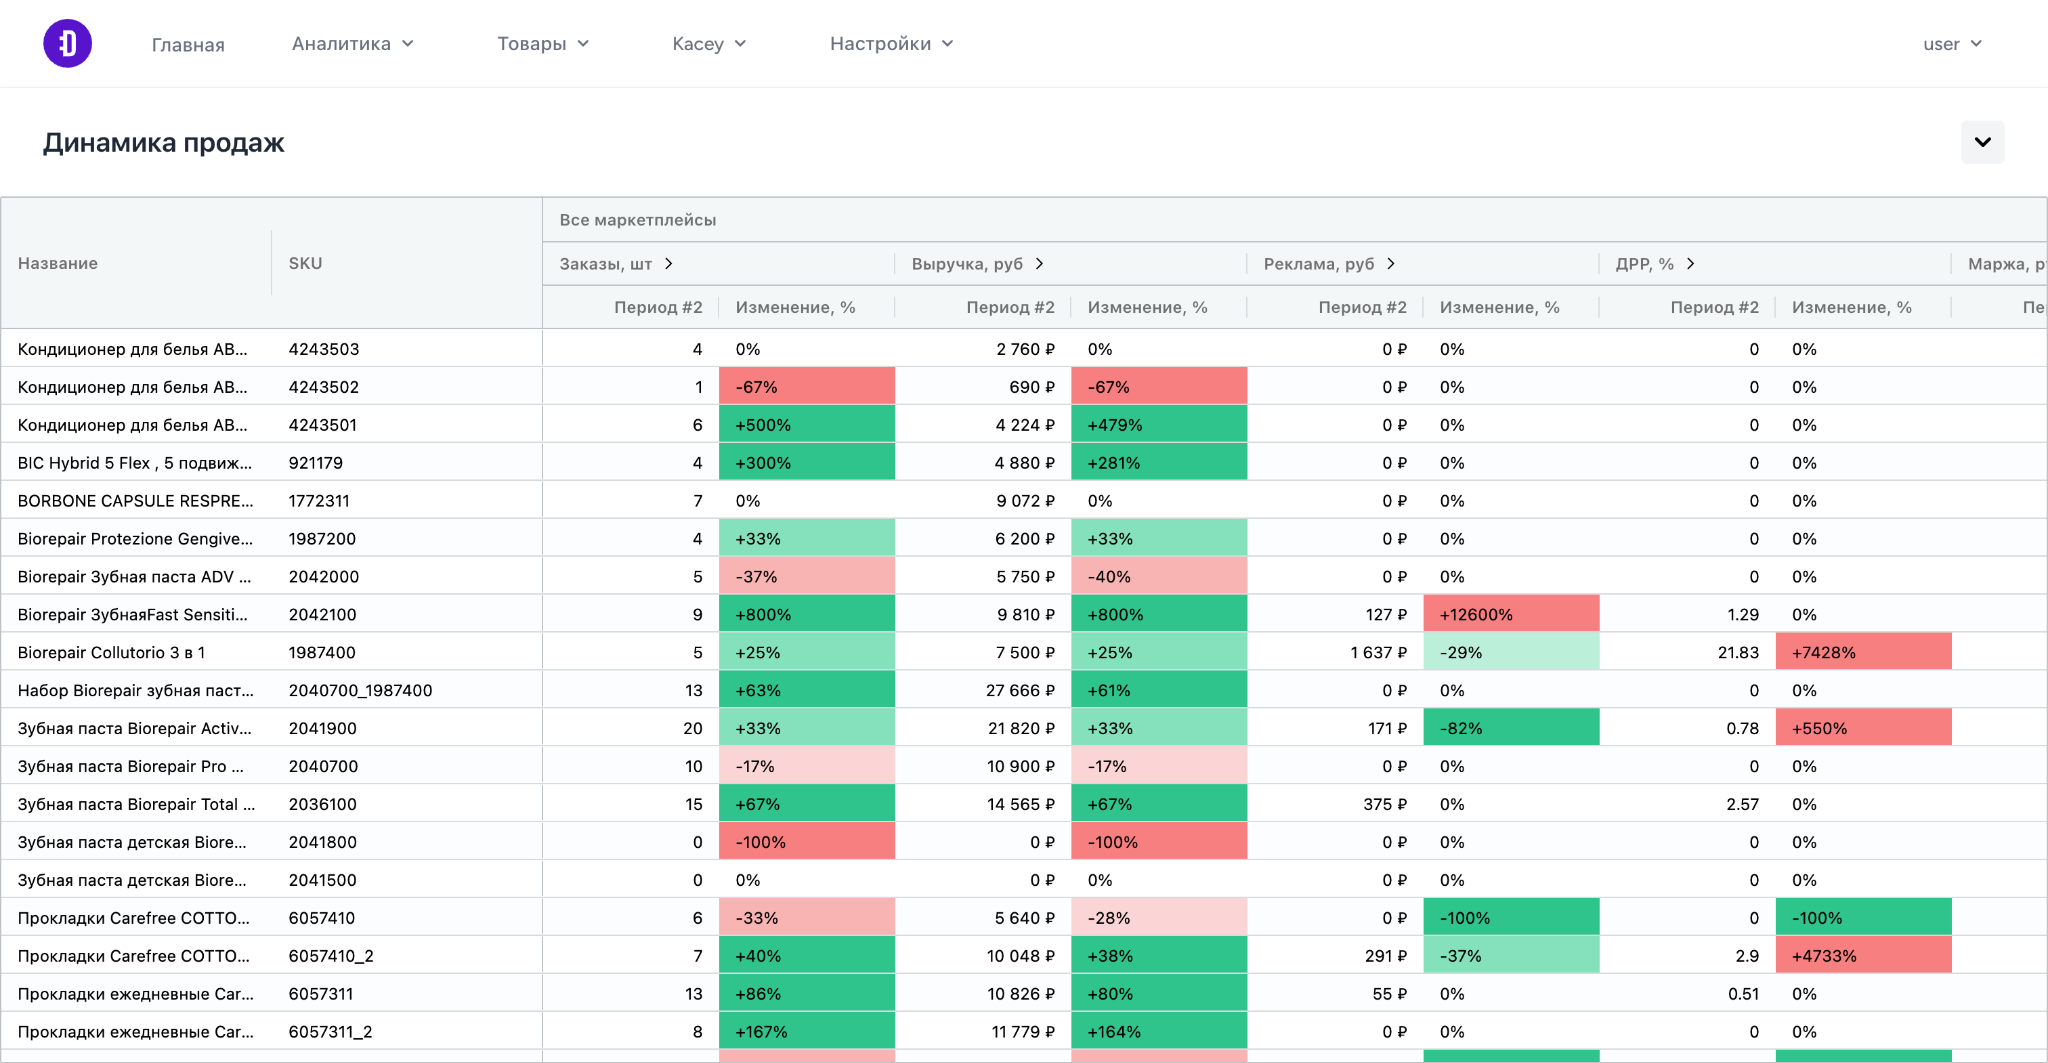 Главная Аналитика Товары Kacey Настройки user
Динамика продаж
Все маркетплейсы
Название SKU Заказы, шт Выручка, руб Реклама, руб ДРР, % Маржа, р
Период #2 Изменение, % Период #2 Изменение, % Период #2 Изменение, % Период #2 Изменение, % Пе
Кондиционер для белья AB... 4243503 4 0% 2 760 ₽ 0% 0 ₽ 0% 0 0%
Кондиционер для белья AB... 4243502 1 -67% 690 ₽ -67% 0 ₽ 0% 0 0%
Кондиционер для белья AB... 4243501 6 +500% 4 224 ₽ +479% 0 ₽ 0% 0 0%
BIC Hybrid 5 Flex , 5 подвиж... 921179 4 +300% 4 880 ₽ +281% 0 ₽ 0% 0 0%
BORBONE CAPSULE RESPRE... 1772311 7 0% 9 072 ₽ 0% 0 ₽ 0% 0 0%
Biorepair Protezione Gengive... 1987200 4 +33% 6 200 ₽ +33% 0 ₽ 0% 0 0%
Biorepair Зубная паста ADV ... 2042000 5 -37% 5 750 ₽ -40% 0 ₽ 0% 0 0%
Biorepair ЗубнаяFast Sensiti... 2042100 9 +800% 9 810 ₽ +800% 127 ₽ +12600% 1.29 0%
Biorepair Collutorio 3 в 1 1987400 5 +25% 7 500 ₽ +25% 1 637 ₽ -29% 21.83 +7428%
Набор Biorepair зубная паст... 2040700_1987400 13 +63% 27 666 ₽ +61% 0 ₽ 0% 0 0%
Зубная паста Biorepair Activ... 2041900 20 +33% 21 820 ₽ +33% 171 ₽ -82% 0.78 +550%
Зубная паста Biorepair Pro ... 2040700 10 -17% 10 900 ₽ -17% 0 ₽ 0% 0 0%
Зубная паста Biorepair Total ... 2036100 15 +67% 14 565 ₽ +67% 375 ₽ 0% 2.57 0%
Зубная паста детская Biore... 2041800 0 -100% 0 ₽ -100% 0 ₽ 0% 0 0%
Зубная паста детская Biore... 2041500 0 0% 0 ₽ 0% 0 ₽ 0% 0 0%
Прокладки Carefree COTTO... 6057410 6 -33% 5 640 ₽ -28% 0 ₽ -100% 0 -100%
Прокладки Carefree COTTO... 6057410_2 7 +40% 10 048 ₽ +38% 291 ₽ -37% 2.9 +4733%
Прокладки ежедневные Car... 6057311 13 +86% 10 826 ₽ +80% 55 ₽ 0% 0.51 0%
Прокладки ежедневные Car... 6057311_2 8 +167% 11 779 ₽ +164% 0 ₽ 0% 0 0%